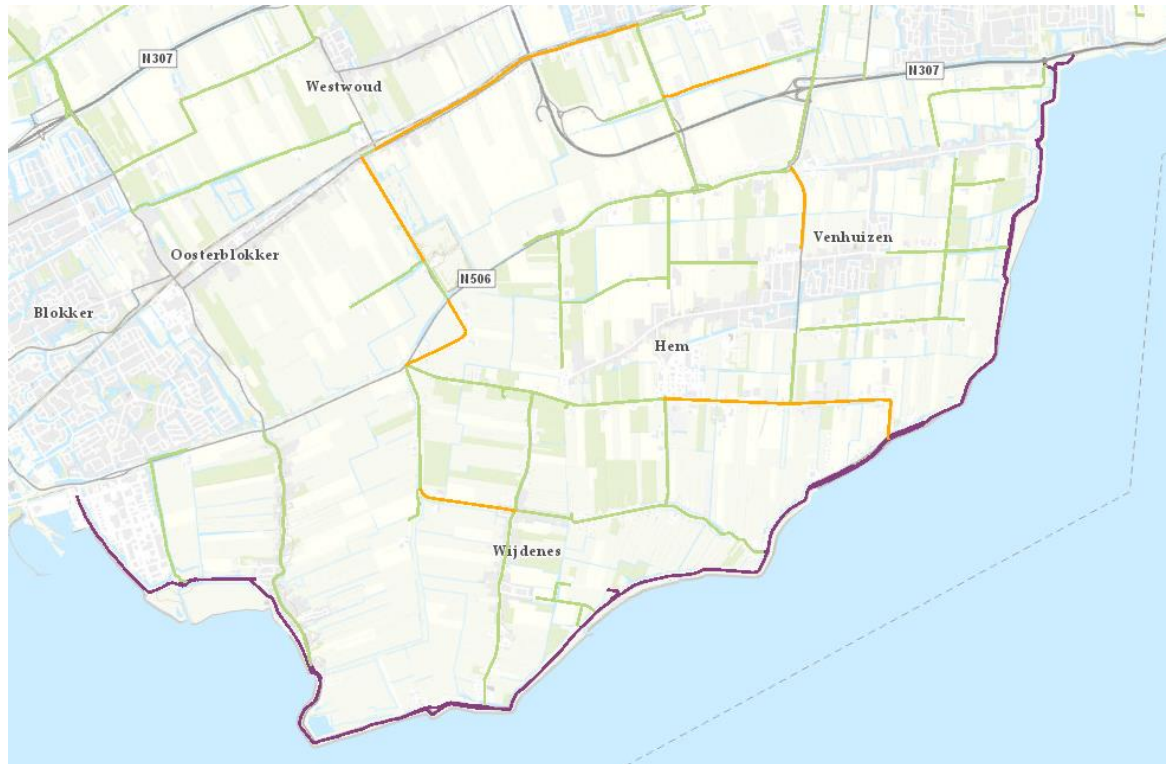 N307
Westwoud
N307
Venhuizen
Oosterblokker
N506
Blokker
Hem
Wijdenes